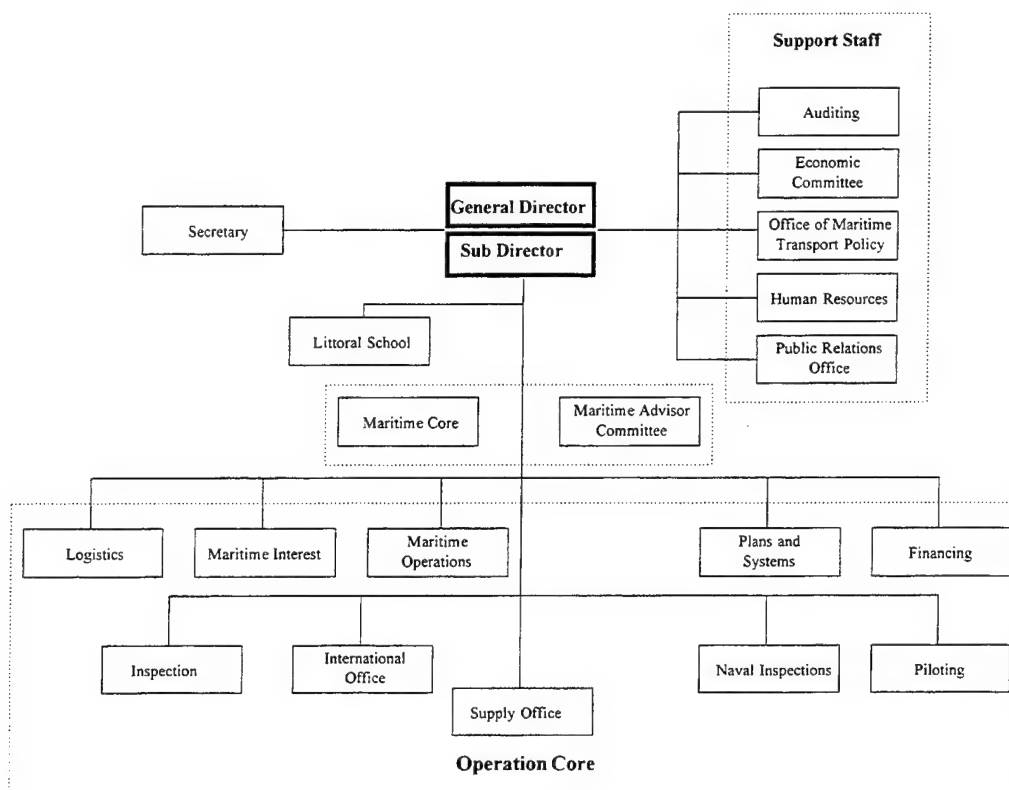 Support Staff
Auditing
Economic
Committee
General Director
Secretary
Office of Maritime
Transport Policy
Sub Director
Human Resources
Littoral School
Public Relations
Office
Maritime Core
Maritime Advisor
Committee
Logistics
Maritime Interest
Maritime
Operations
Plans and
Systems
Financing
Inspection
International
Office
Naval Inspections
Piloting
Supply Office
Operation Core